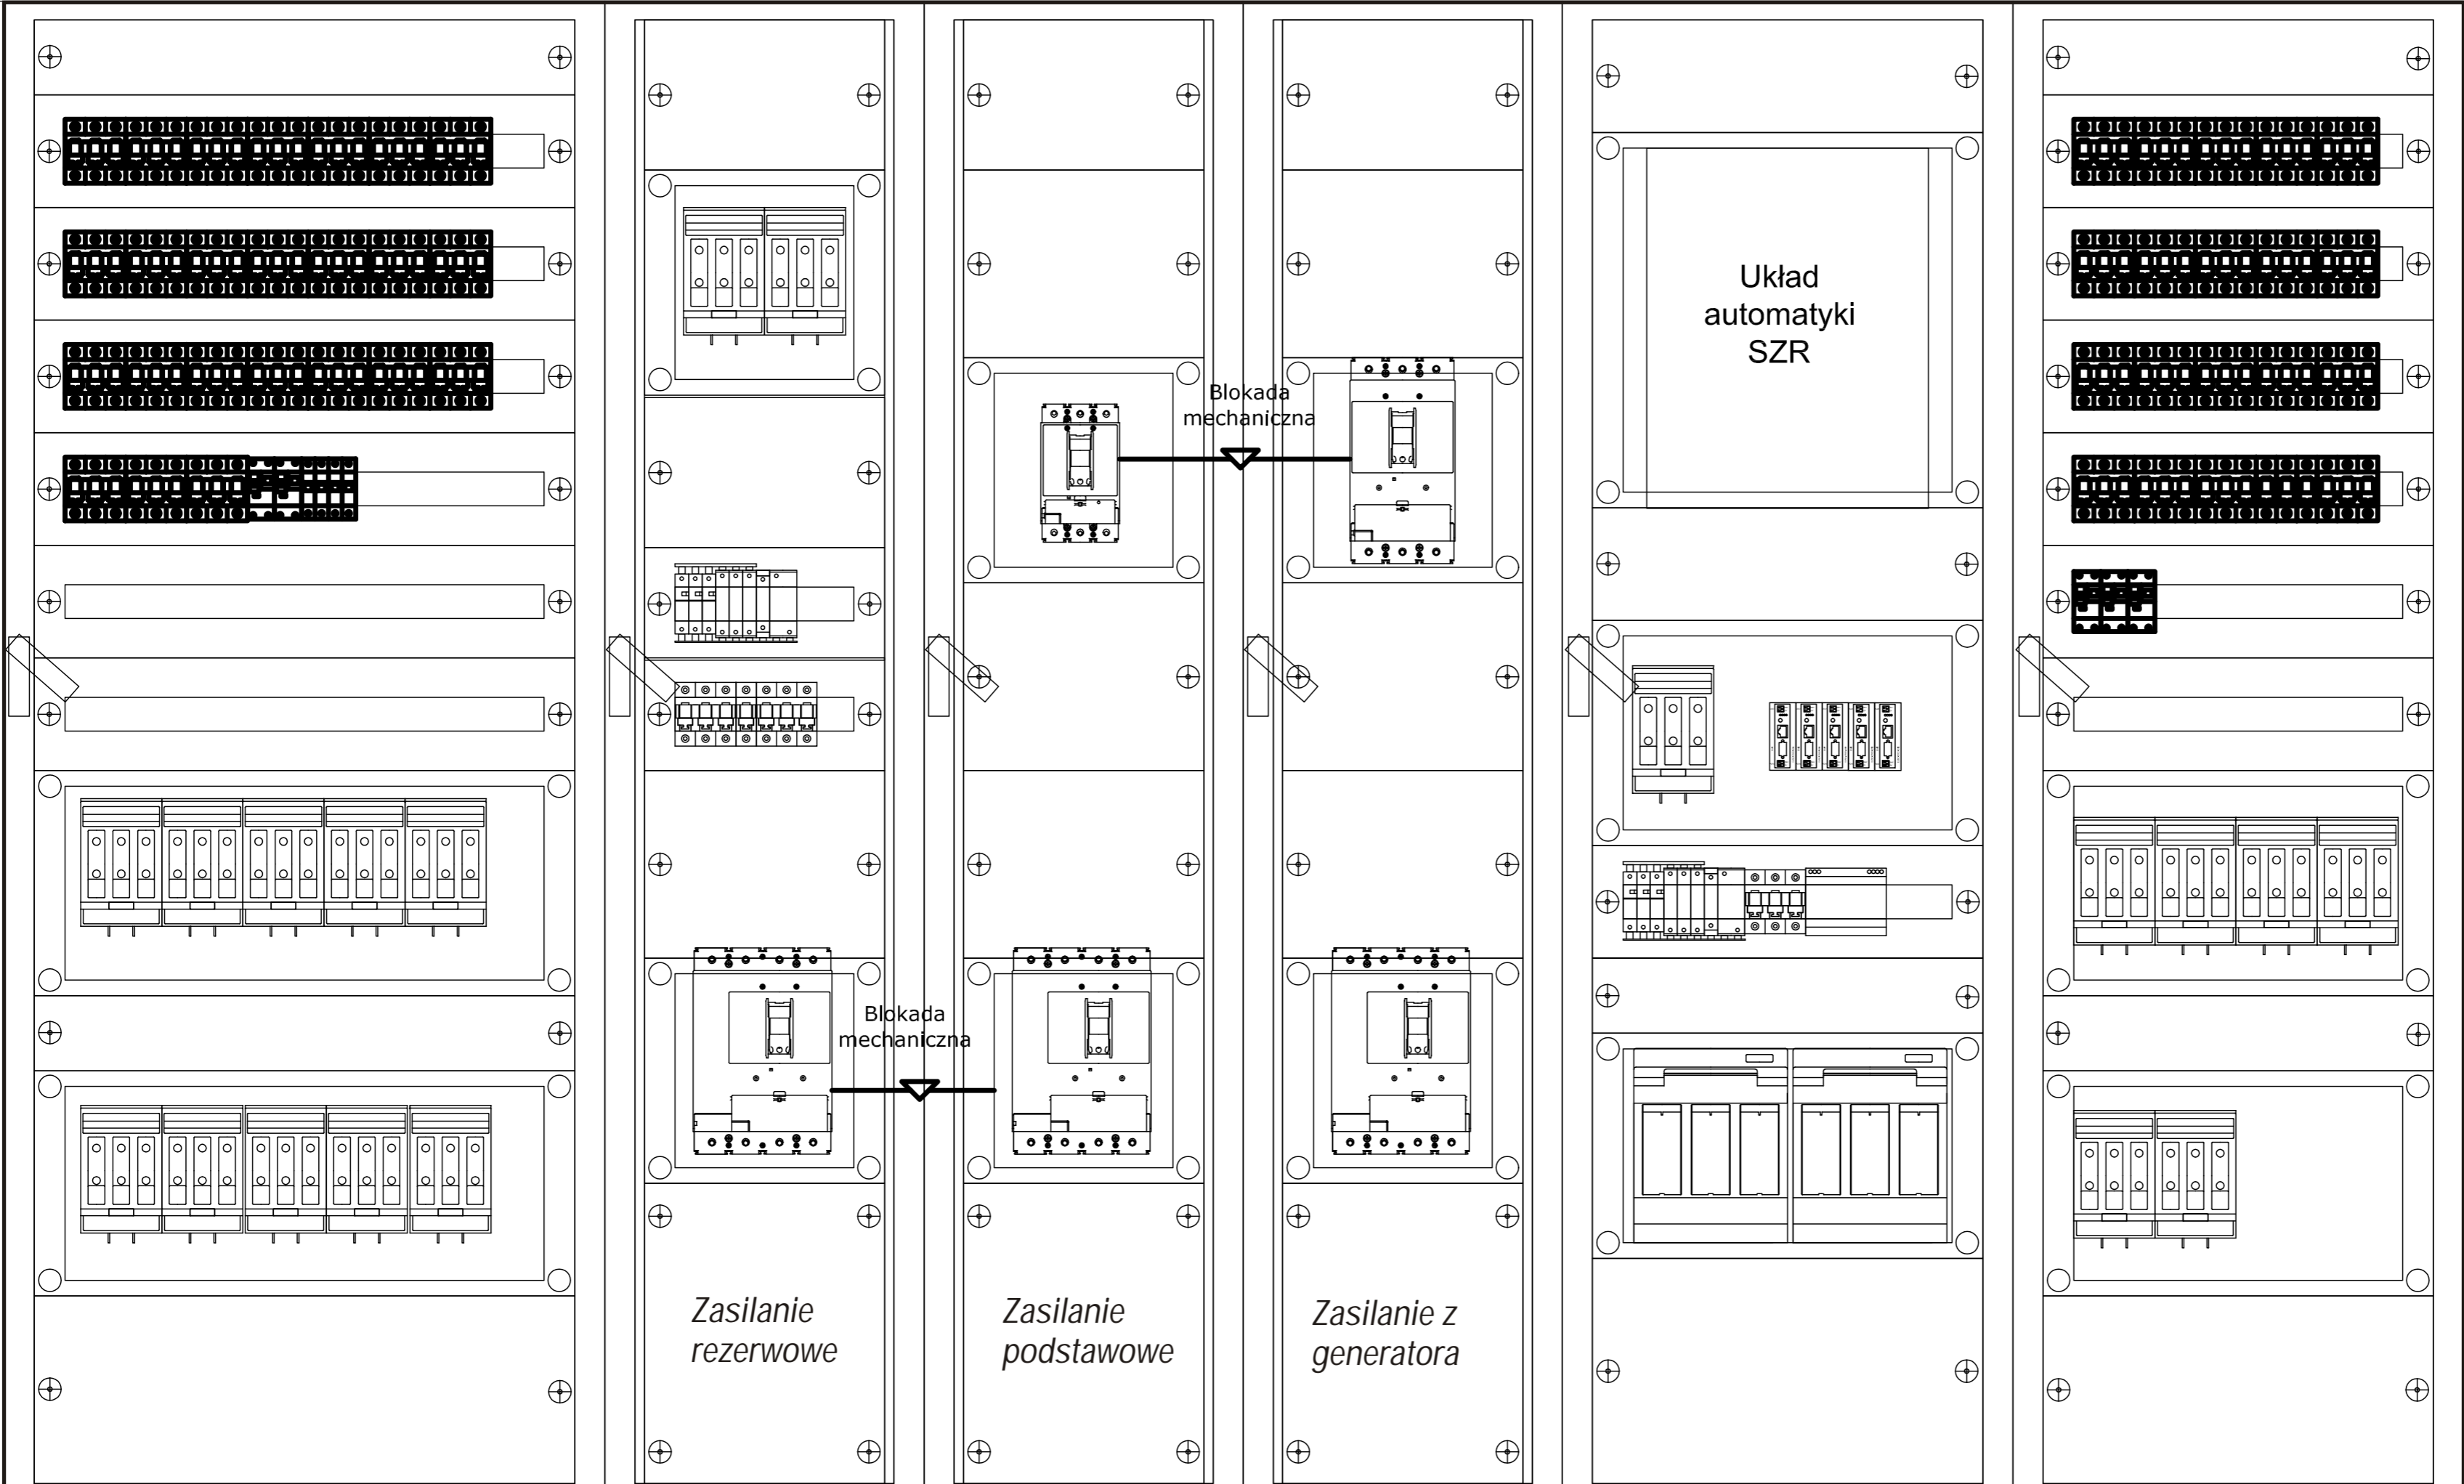 Układ
automatyki
SZR
Blokada
mechaniczna
Blokada
mechaniczna
Zasilanie
rezerwowe
Zasilanie
podstawowe
Zasilanie z
generatora